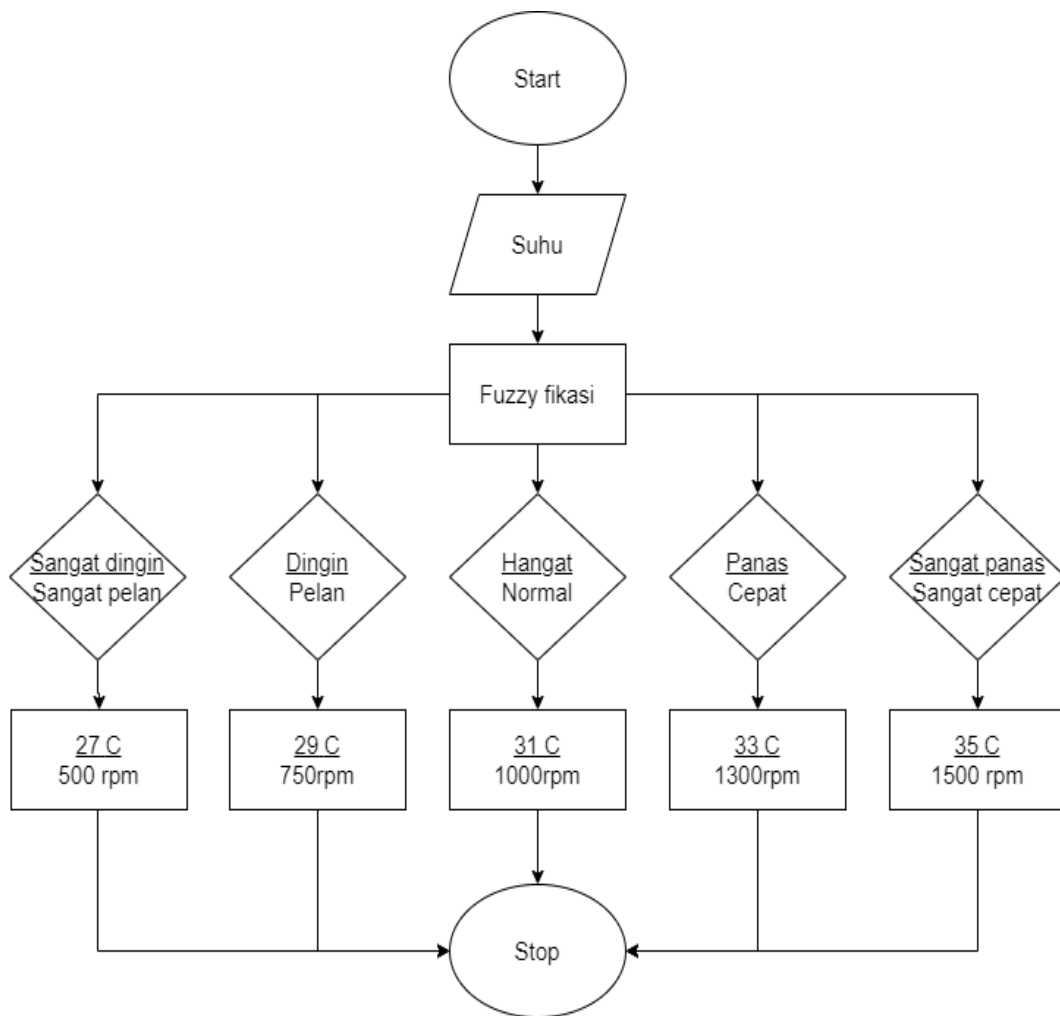 Start
Suhu
Fuzzy fikasi
Sangat dingin
Sangat pelan
Dingin
Pelan
Hangat
Normal
Panas
Cepat
Sangat panas
Sangat cepat
27 C
500 rpm
29 C
750rpm
31 C
1000rpm
33 C
1300rpm
35 C
1500 rpm
Stop